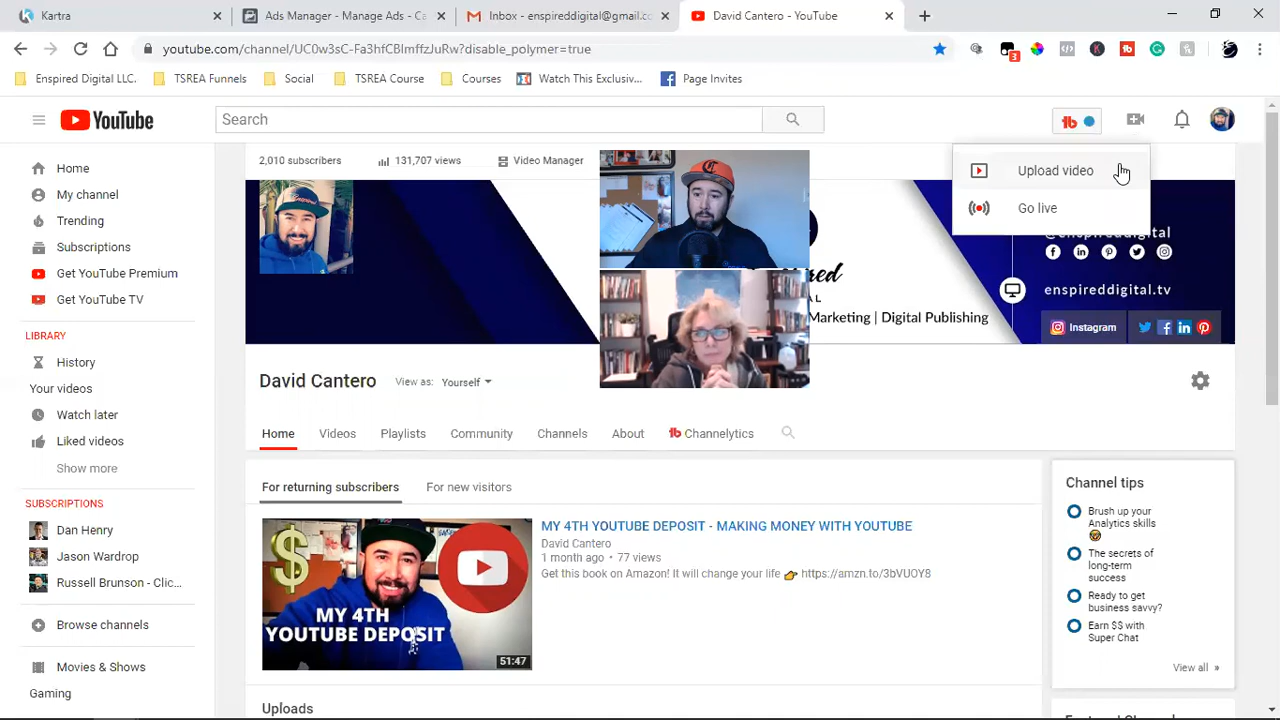 Kartra
Ads Manager - Manage Ads - C
Inbox - enspireddigital@gmail.co
David Cantero - YouTube
youtube.com/channel/UC0w3sC-Fa3hfCBlmffzJuRw?disable_polymer=true
3
Enspired Digital LLC.
TSREA Funnels
Social
TSREA Course
Courses
Watch This Exclusiv...
Page Invites
YouTube
Search
2,010 subscribers
131,707 views
Video Manager
Upload video
Go live
@enspireddigital
enspireddigital.tv
Marketing | Digital Publishing
Instagram
Home
My channel
Trending
Subscriptions
Get YouTube Premium
Get YouTube TV
LIBRARY
History
Your videos
Watch later
Liked videos
Show more
SUBSCRIPTIONS
Dan Henry
Jason Wardrop
Russell Brunson - Clic...
Browse channels
Movies & Shows
Gaming
David Cantero
View as: Yourself
Home
Videos
Playlists
Community
Channels
About
Channelytics
For returning subscribers
For new visitors
MY 4TH
YOUTUBE DEPOSIT
51:47
MY 4TH YOUTUBE DEPOSIT - MAKING MONEY WITH YOUTUBE
David Cantero
1 month ago • 77 views
Get this book on Amazon! It will change your life 👉 https://amzn.to/3bVUOY8
Uploads
Channel tips
Brush up your
Analytics skills
🤓
The secrets of
long-term
success
Ready to get
business savvy?
Earn $$ with
Super Chat
View all »